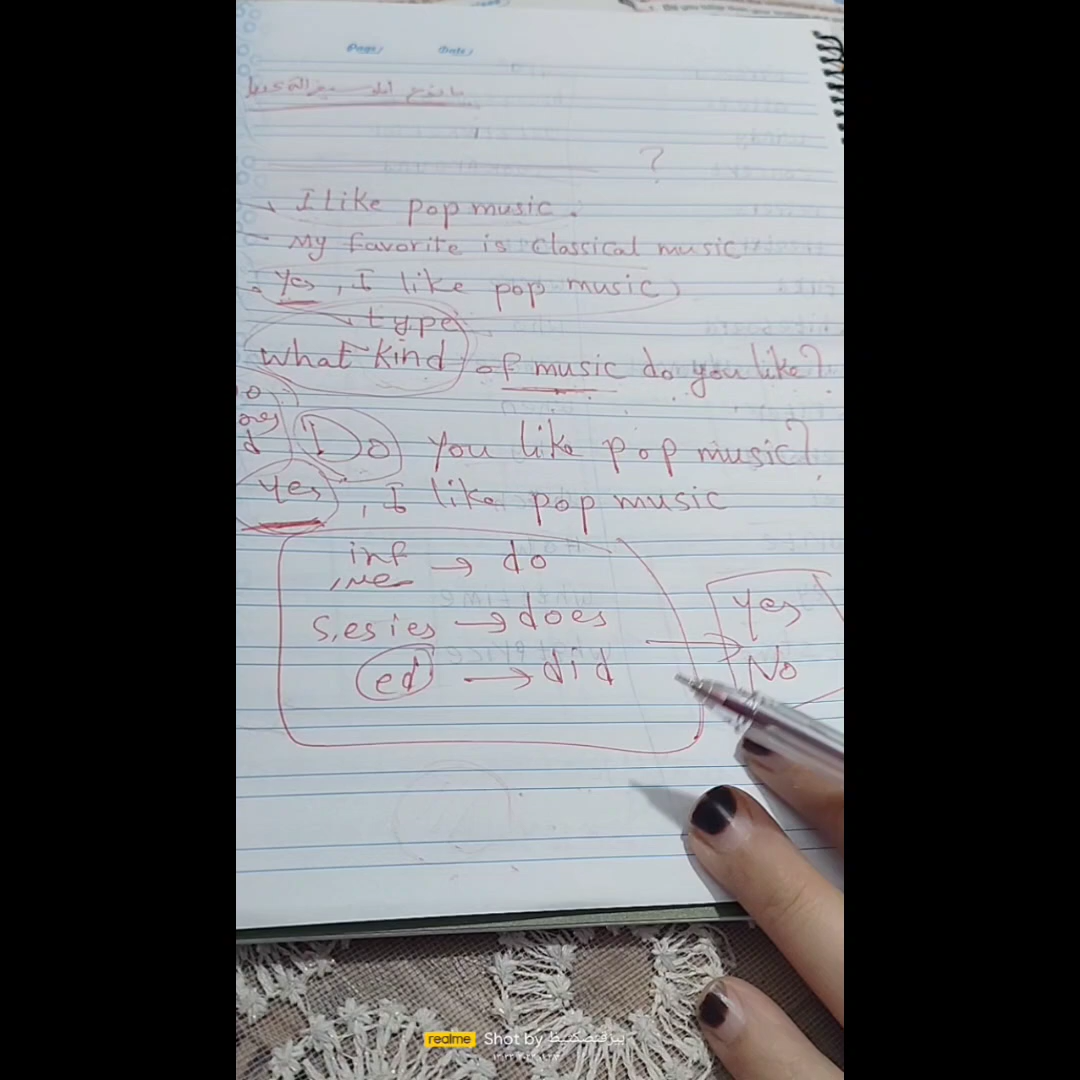 Page: Date:
?
I like pop music.
- My favorite is classical music
: Yes, I like pop music
type
What kind of music do you like?
Do You like pop music?
Yes, I like pop music
inf → do
s, es ies → does
Yes
ed → did
No
realme Shot by